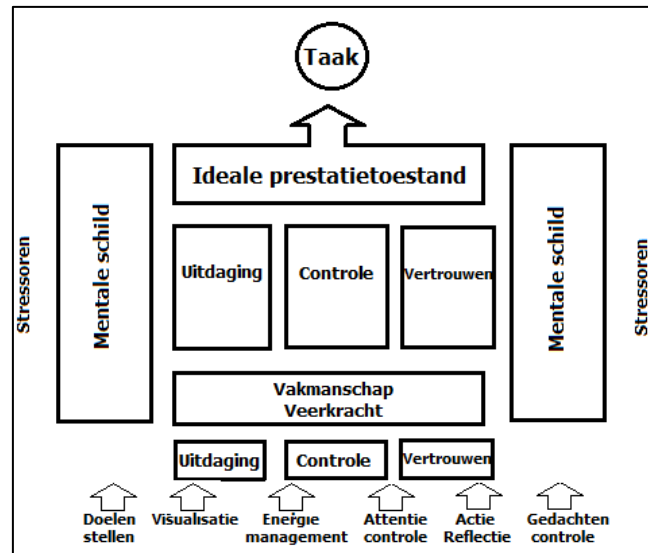 Taak
Ideale prestatietoestand
Stressoren
Mentale schild
Uitdaging
Controle
Vertrouwen
Mentale schild
Stressoren
Vakmanschap
Veerkracht
Uitdaging
Controle
Vertrouwen
Doelen
stellen
Visualisatie
Energie
management
Attentie
controle
Actie
Reflectie
Gedachten
controle